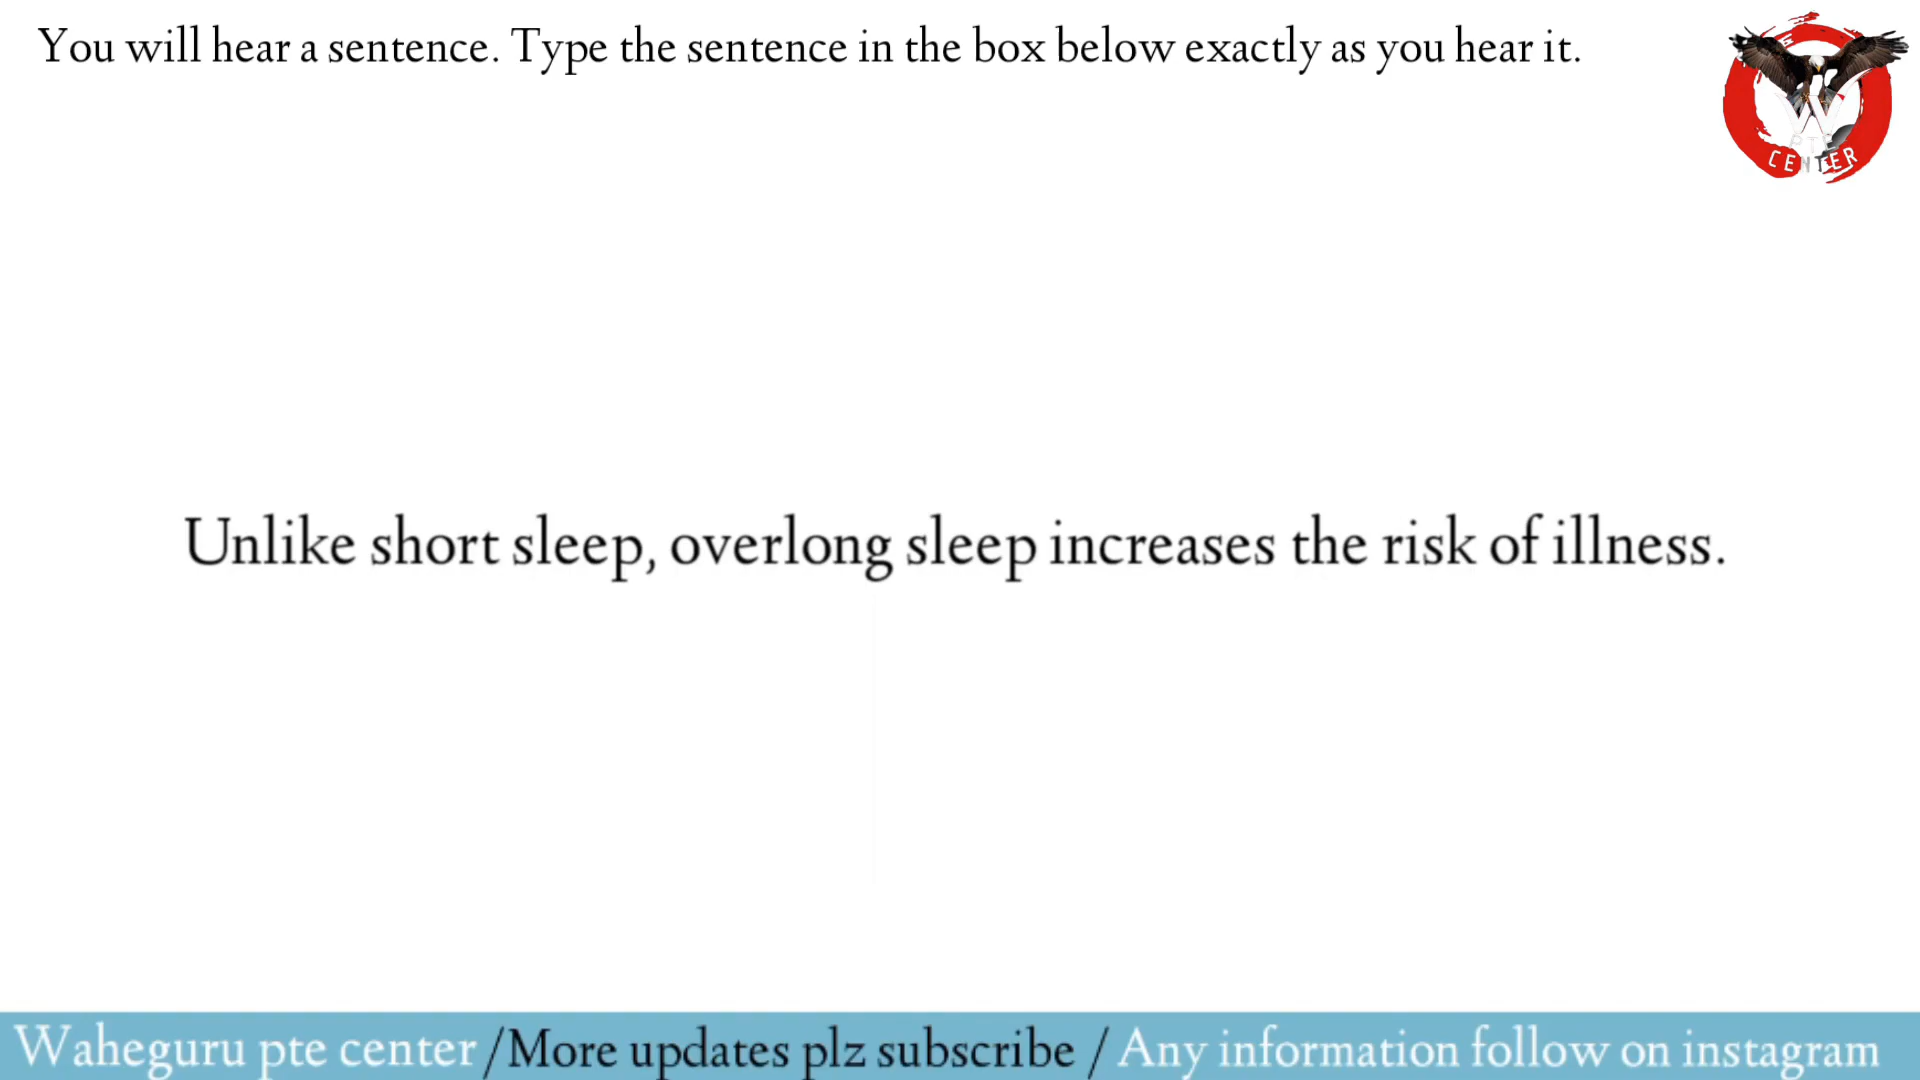 You will hear a sentence. Type the sentence in the box below exactly as you hear it.
W
PTE
CENTER
Unlike short sleep, overlong sleep increases the risk of illness.
Waheguru pte center /More updates plz subscribe / Any information follow on instagram